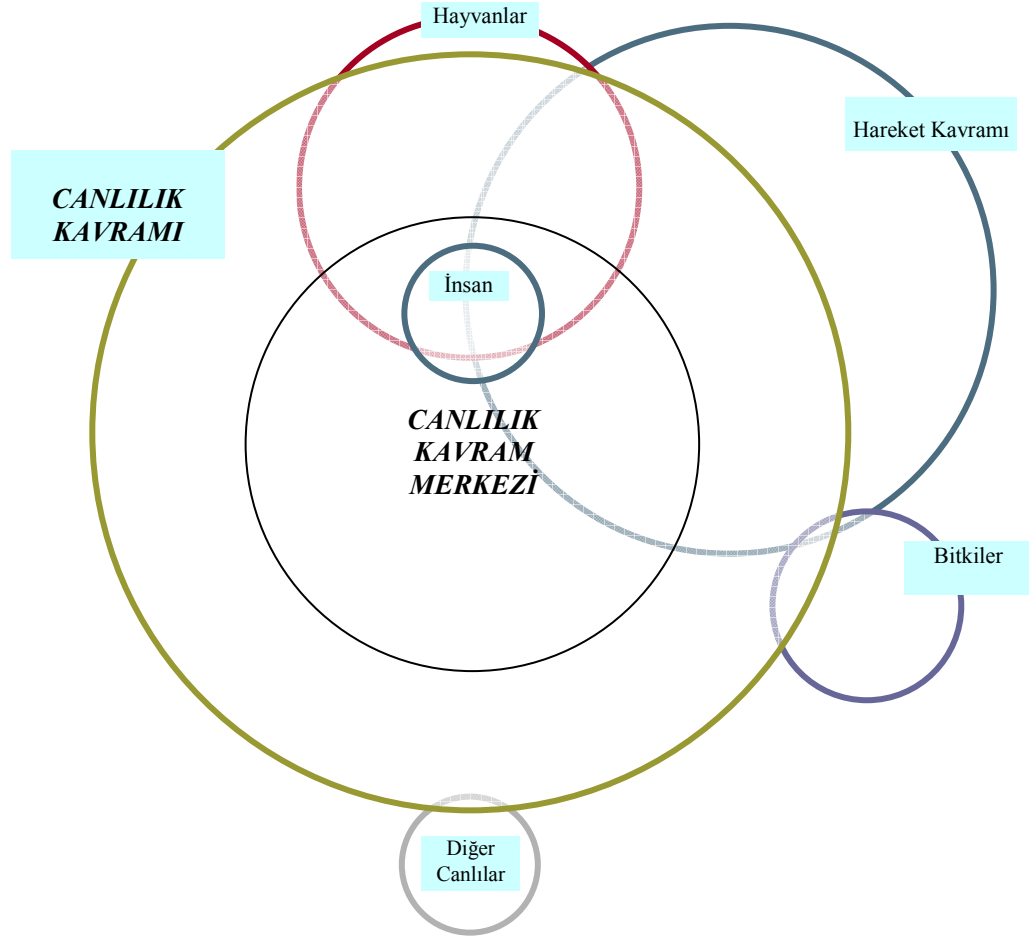 Hayvanlar
Hareket Kavramı
CANLILIK
KAVRAMI
İnsan
CANLILIK
KAVRAM
MERKEZİ
Bitkiler
Diğer
Canlılar